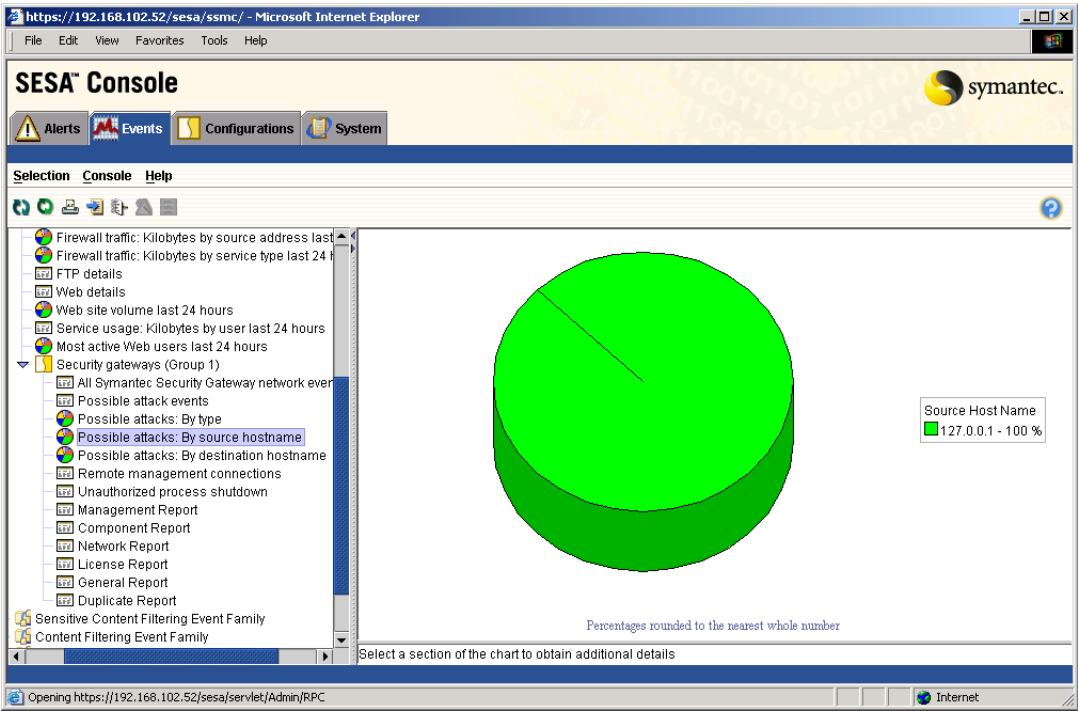 https://192.168.102.52/sesa/ssmc/ - Microsoft Internet Explorer
File Edit View Favorites Tools Help
SESA™ Console
symantec.
Alerts Events Configurations System
Selection Console Help
Firewall traffic: Kilobytes by source address last
Firewall traffic: Kilobytes by service type last 24 h
FTP details
Web details
Web site volume last 24 hours
Service usage: Kilobytes by user last 24 hours
Most active Web users last 24 hours
Security gateways (Group 1)
All Symantec Security Gateway network ever
Possible attack events
Possible attacks: By type
Possible attacks: By source hostname
Possible attacks: By destination hostname
Remote management connections
Unauthorized process shutdown
Management Report
Component Report
Network Report
License Report
General Report
Duplicate Report
Sensitive Content Filtering Event Family
Content Filtering Event Family
Source Host Name
127.0.0.1 - 100 %
Percentages rounded to the nearest whole number
Select a section of the chart to obtain additional details
Opening https://192.168.102.52/sesa/servlet/Admin/RPC
Internet